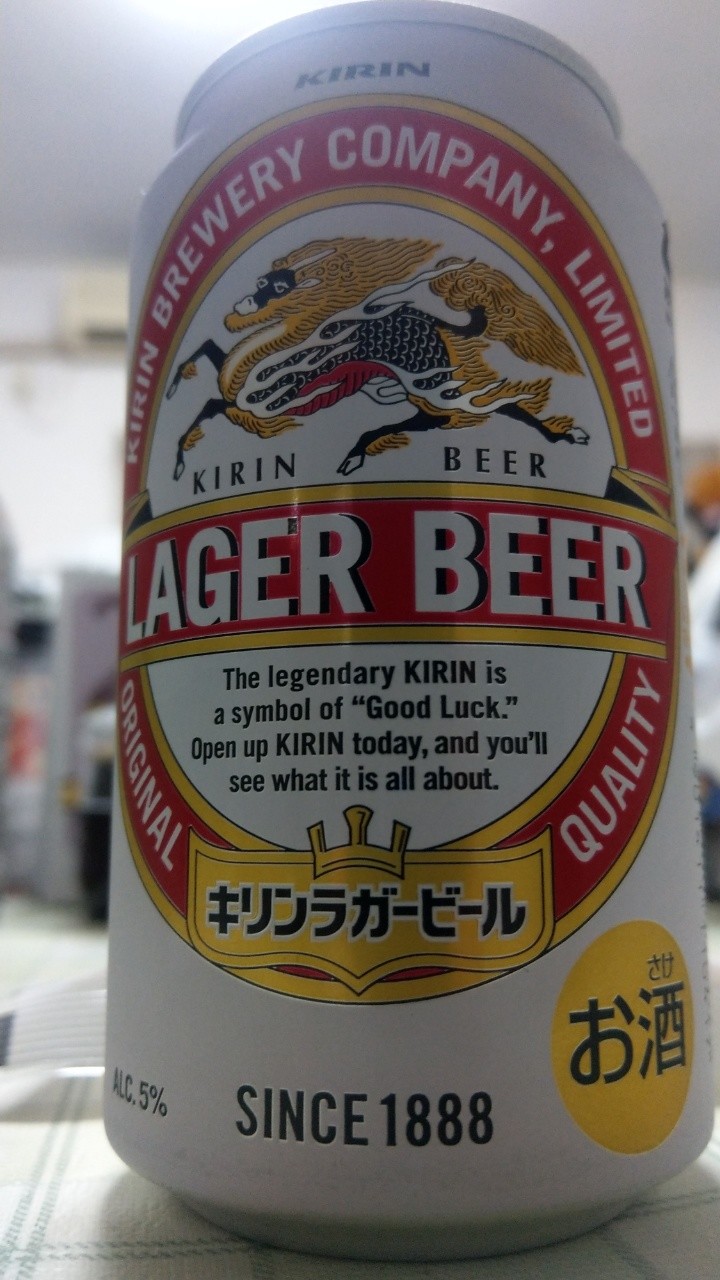 KIRIN
KIRIN BREWERY COMPANY, LIMITED
KIRIN BEER
LAGER BEER
The legendary KIRIN is
a symbol of “Good Luck.”
Open up KIRIN today, and you’ll
see what it is all about.
ORIGINAL QUALITY
キリンラガービール
さけ
お酒
ALC. 5%
SINCE 1888